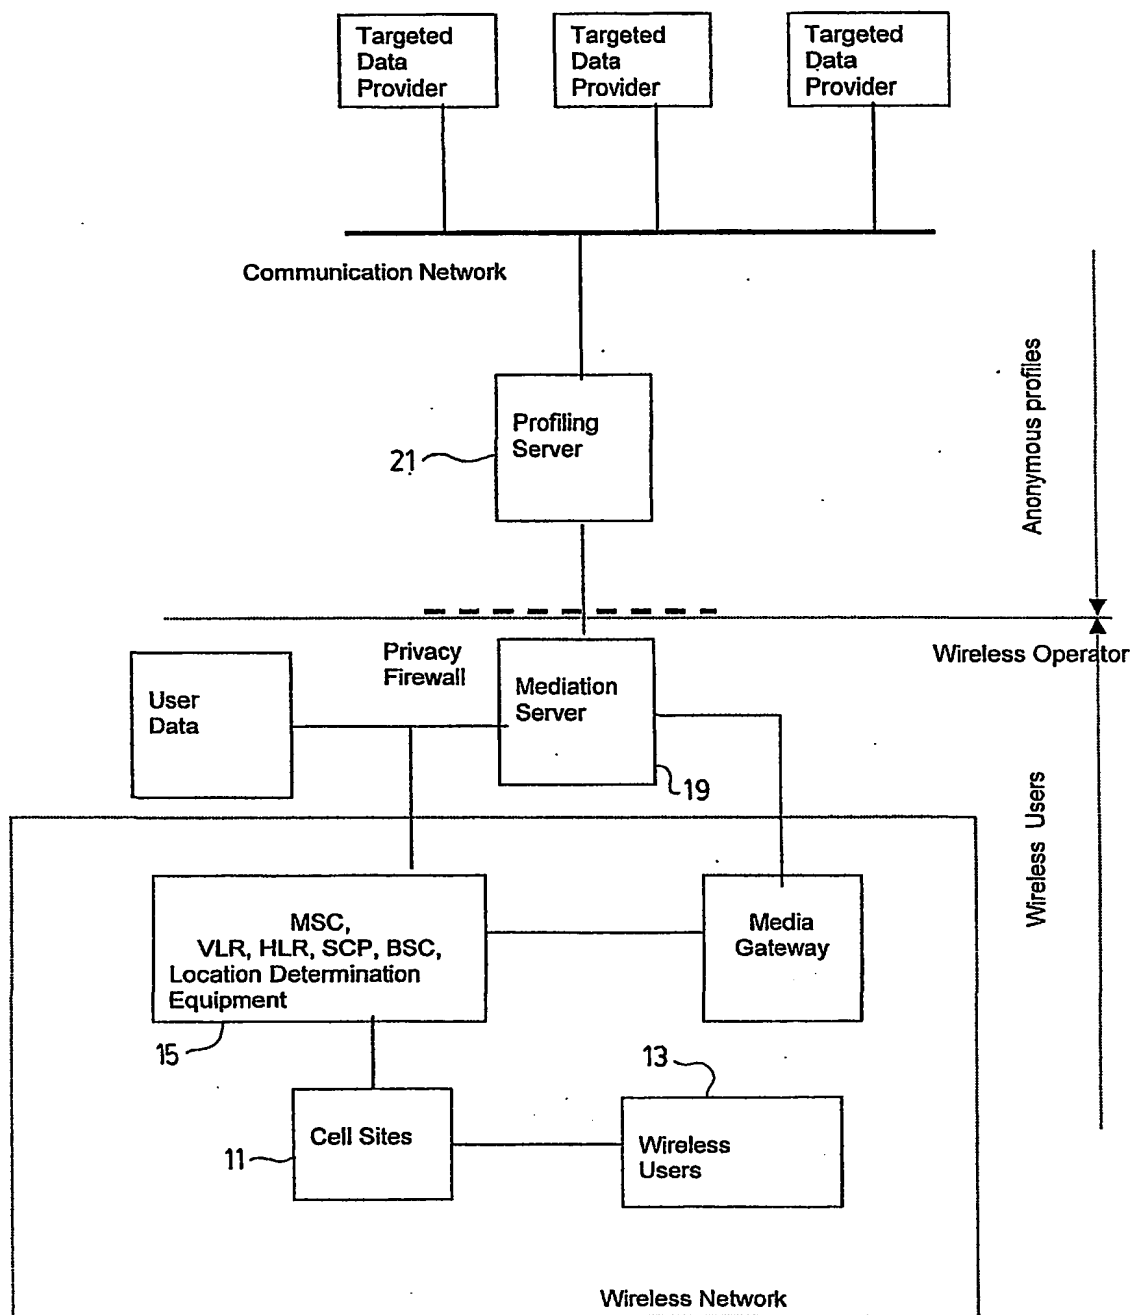 Targeted
Data
Provider
Targeted
Data
Provider
Targeted
Data
Provider
Communication Network
Profiling
Server
21
Anonymous profiles
Privacy
Firewall
Wireless Operator
User
Data
Mediation
Server
19
Wireless Users
MSC,
VLR, HLR, SCP, BSC,
Location Determination
Equipment
Media
Gateway
15
13
Cell Sites
Wireless
Users
11
Wireless Network